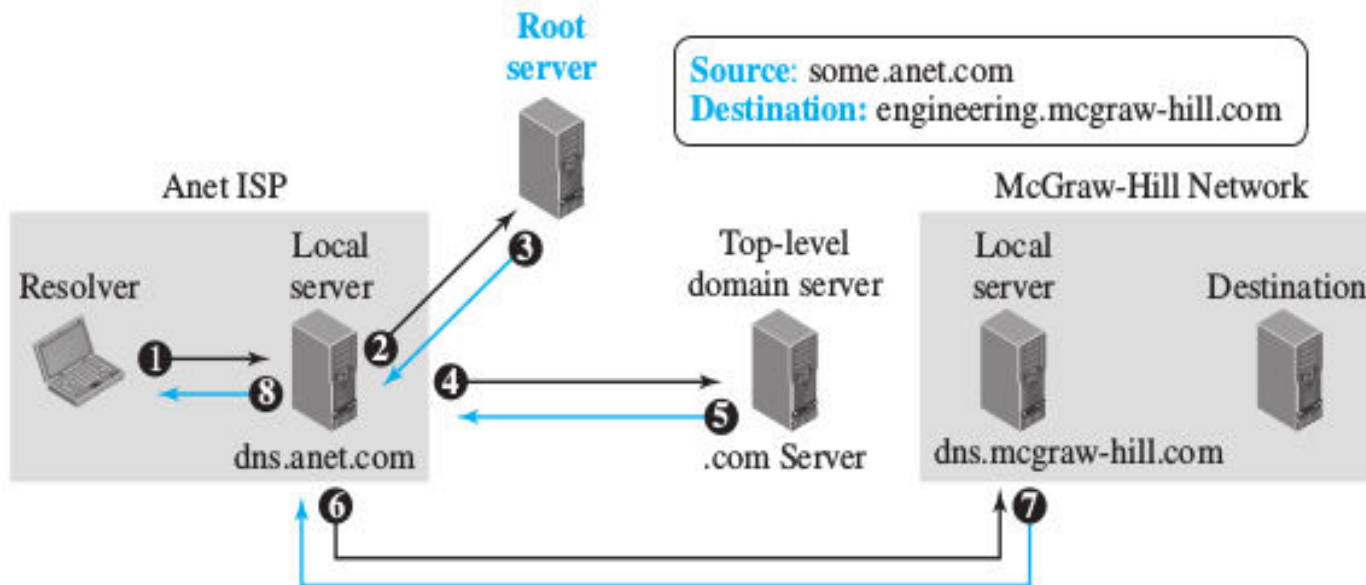 Root
server
Source: some.anet.com
Destination: engineering.mcgraw-hill.com
Anet ISP
McGraw-Hill Network
Resolver
Local
server
Top-level
domain server
Local
server
Destination
1
8
2
3
4
5
dns.anet.com
.com Server
dns.mcgraw-hill.com
6
7